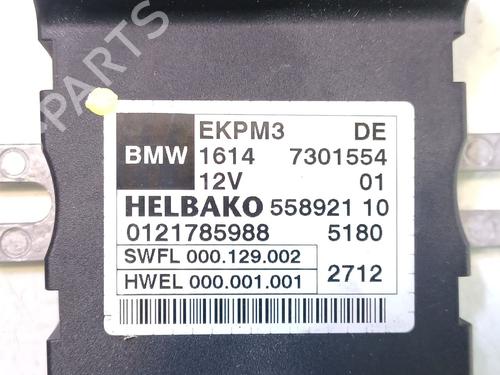 B-PARTS
EKPM3 DE
BMW 1614 7301554
12V 01
HELBAKO 558921 10
0121785988 5180
SWFL 000.129.002
HWEL 000.001.001 2712
B-PARTS